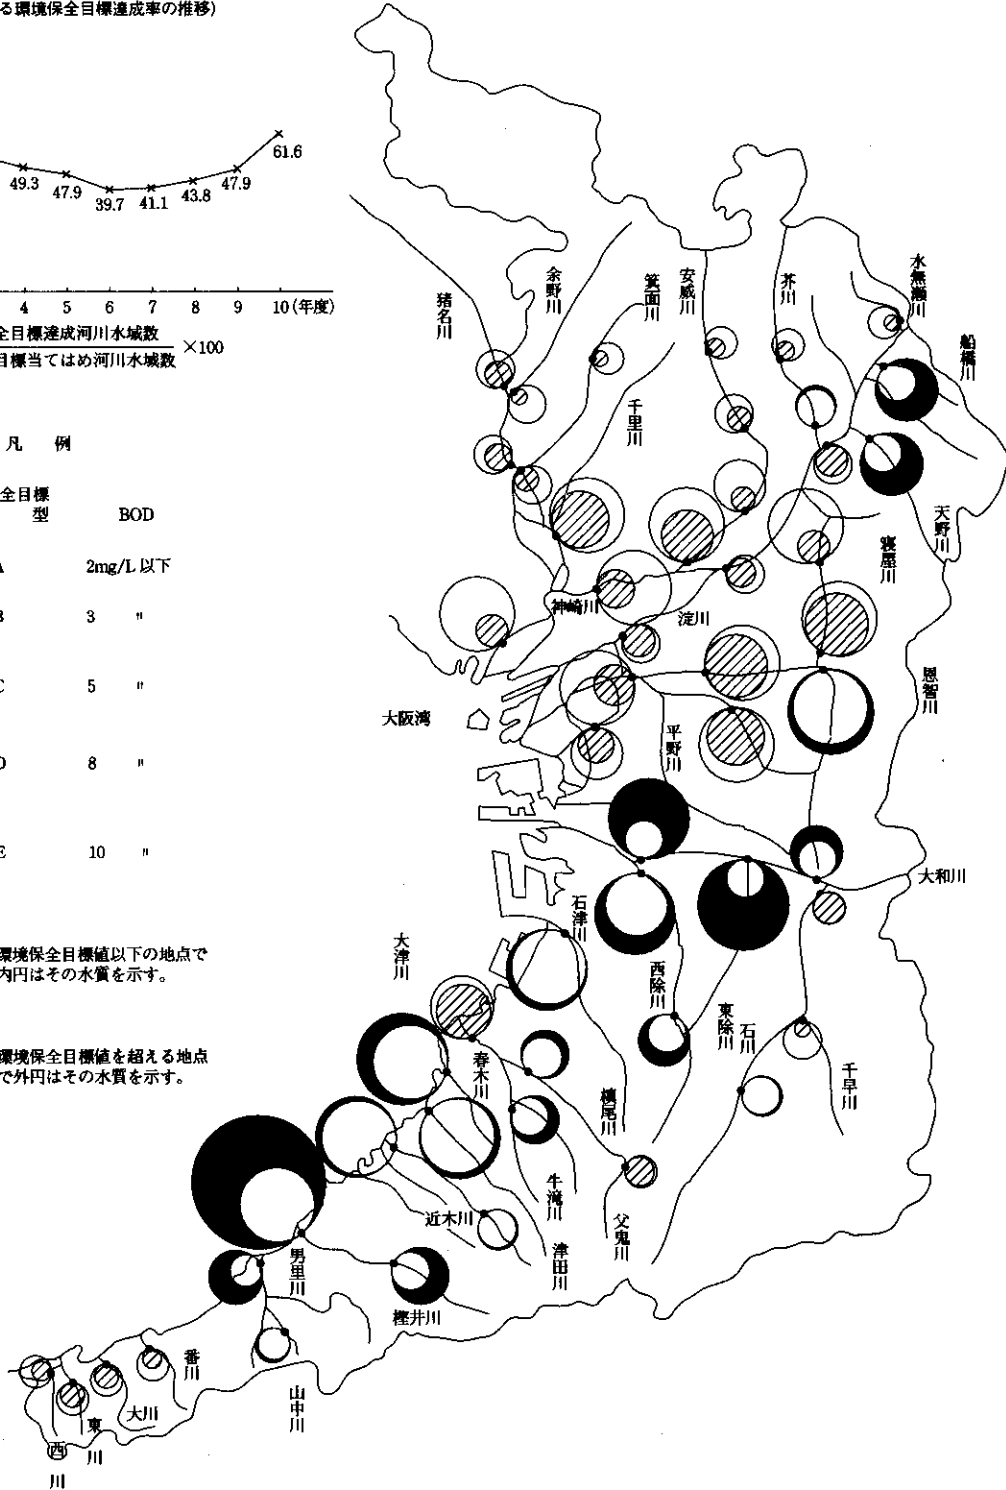 る環境保全目標達成率の推移)
49.3
47.9
39.7
41.1
43.8
47.9
61.6
4 5 6 7 8 9 10(年度)
全目標達成河川水域数
目標当てはめ河川水域数
×100
凡 例
全目標
型 BOD
A 2mg/L以下
B 3 〃
C 5 〃
D 8 〃
E 10 〃
環境保全目標値以下の地点で
内円はその水質を示す。
環境保全目標値を超える地点
で外円はその水質を示す。
猪名川
余野川
箕面川
安威川
芥川
水無瀬川
船橋川
千里川
天野川
寝屋川
神崎川
淀川
恩智川
大阪湾
平野川
大和川
石津川
大津川
西除川
東除川
石川
千早川
春木川
槙尾川
牛滝川
父鬼川
近木川
津田川
男里川
樫井川
番川
山中川
大川
東川
西川